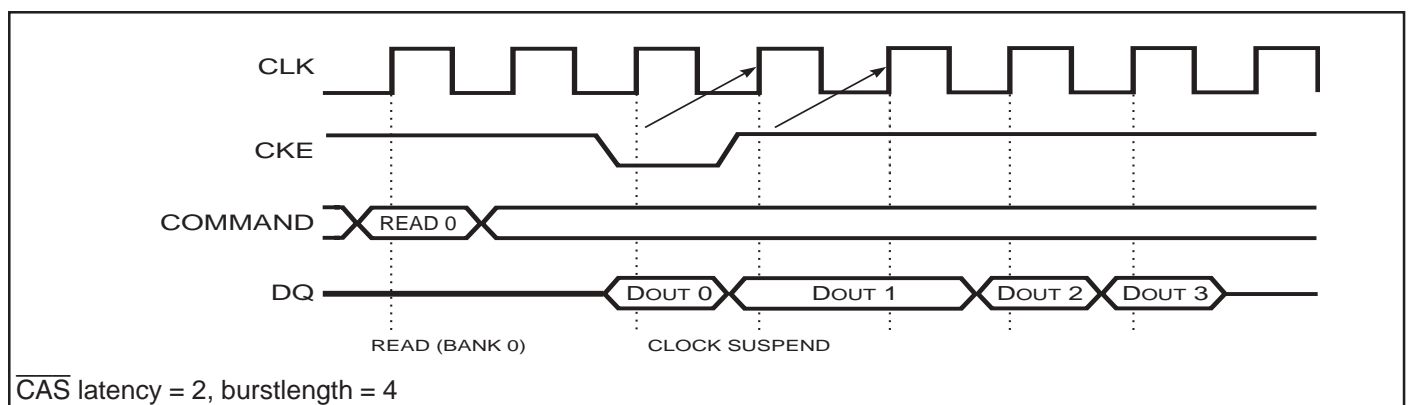 CLK
CKE
COMMAND READ 0
DQ DOUT 0 DOUT 1 DOUT 2 DOUT 3
READ (BANK 0) CLOCK SUSPEND
CAS latency = 2, burstlength = 4